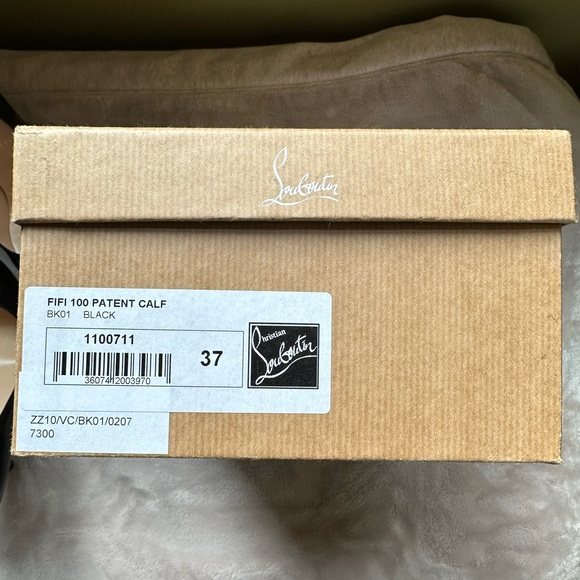 Louboutin
FIFI 100 PATENT CALF
BK01 BLACK
1100711
37
3607412003970
Christian
Louboutin
ZZ10/VC/BK01/0207
7300